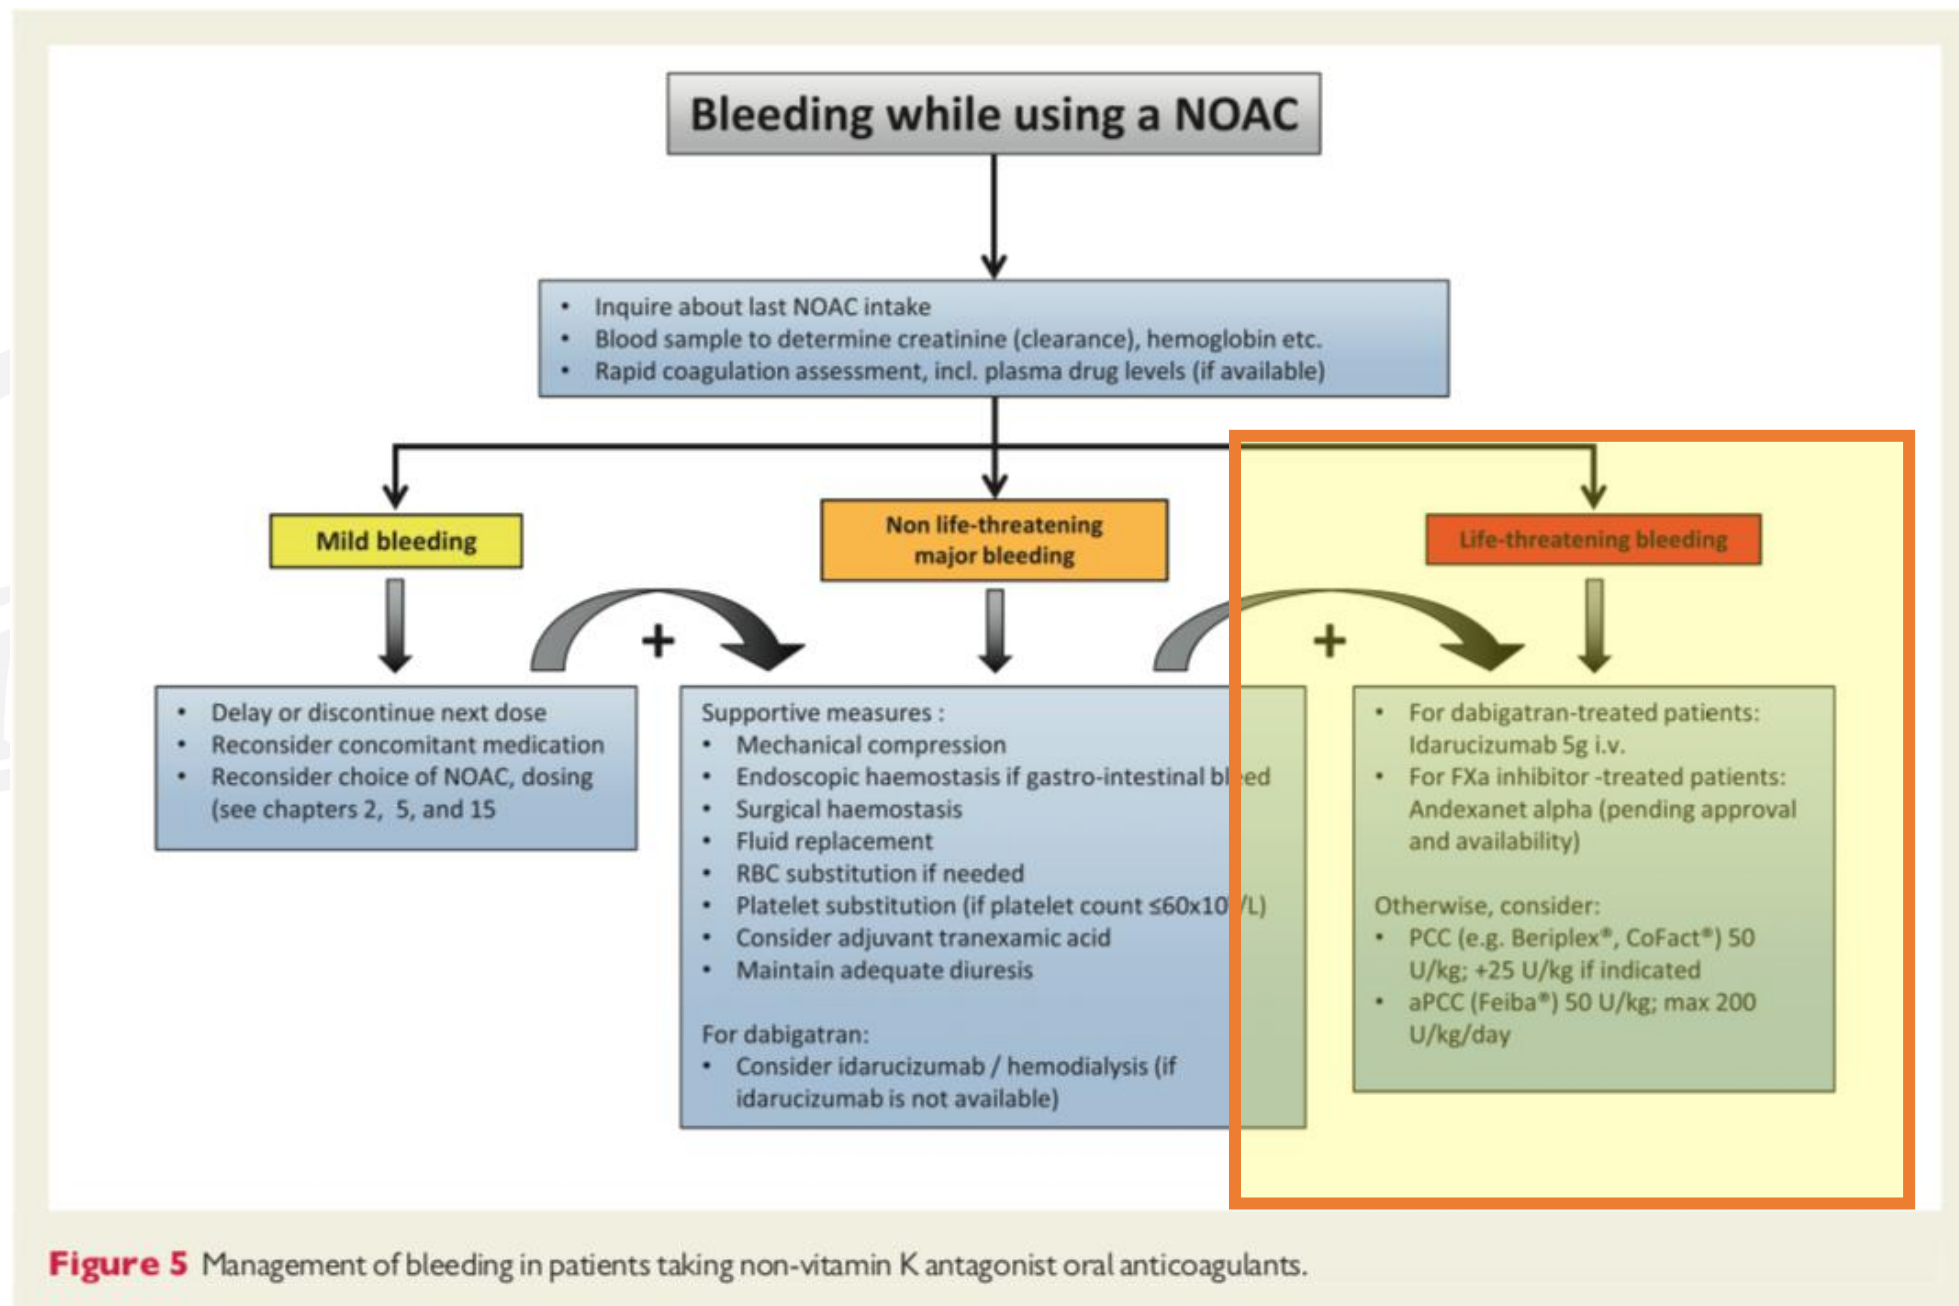 Bleeding while using a NOAC
• Inquire about last NOAC intake
• Blood sample to determine creatinine (clearance), hemoglobin etc.
• Rapid coagulation assessment, incl. plasma drug levels (if available)
Mild bleeding
Non life-threatening
major bleeding
Life-threatening bleeding
+
+
• Delay or discontinue next dose
• Reconsider concomitant medication
• Reconsider choice of NOAC, dosing
(see chapters 2, 5, and 15
Supportive measures :
• Mechanical compression
• Endoscopic haemostasis if gastro-intestinal bleed
• Surgical haemostasis
• Fluid replacement
• RBC substitution if needed
• Platelet substitution (if platelet count ≤60x10 /L)
• Consider adjuvant tranexamic acid
• Maintain adequate diuresis
For dabigatran:
• Consider idarucizumab / hemodialysis (if
idarucizumab is not available)
• For dabigatran-treated patients:
Idarucizumab 5g i.v.
• For FXa inhibitor -treated patients:
Andexanet alpha (pending approval
and availability)
Otherwise, consider:
• PCC (e.g. Beriplex®, CoFact®) 50
U/kg; +25 U/kg if indicated
• aPCC (Feiba®) 50 U/kg; max 200
U/kg/day
Figure 5 Management of bleeding in patients taking non-vitamin K antagonist oral anticoagulants.